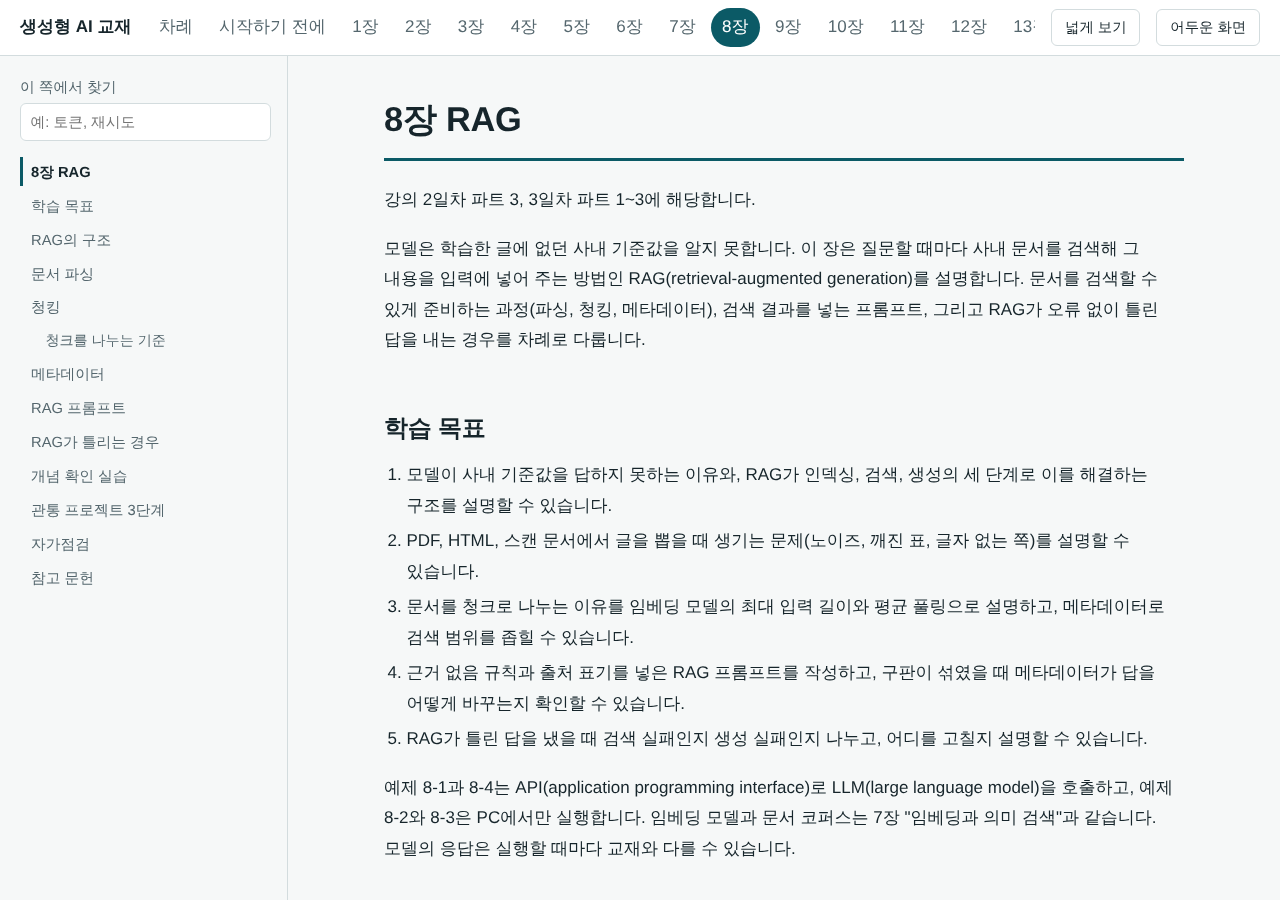 생성형 AI 교재 차례 시작하기 전에 1장 2장 3장 4장 5장 6장 7장 8장 9장 10장 11장 12장 13 넓게 보기 어두운 화면
이 쪽에서 찾기
예: 토큰, 재시도
8장 RAG
학습 목표
RAG의 구조
문서 파싱
청킹
청크를 나누는 기준
메타데이터
RAG 프롬프트
RAG가 틀리는 경우
개념 확인 실습
관통 프로젝트 3단계
자가점검
참고 문헌
8장 RAG
강의 2일차 파트 3, 3일차 파트 1~3에 해당합니다.
모델은 학습한 글에 없던 사내 기준값을 알지 못합니다. 이 장은 질문할 때마다 사내 문서를 검색해 그
내용을 입력에 넣어 주는 방법인 RAG(retrieval-augmented generation)를 설명합니다. 문서를 검색할 수
있게 준비하는 과정(파싱, 청킹, 메타데이터), 검색 결과를 넣는 프롬프트, 그리고 RAG가 오류 없이 틀린
답을 내는 경우를 차례로 다룹니다.
학습 목표
1. 모델이 사내 기준값을 답하지 못하는 이유와, RAG가 인덱싱, 검색, 생성의 세 단계로 이를 해결하는
구조를 설명할 수 있습니다.
2. PDF, HTML, 스캔 문서에서 글을 뽑을 때 생기는 문제(노이즈, 깨진 표, 글자 없는 쪽)를 설명할 수
있습니다.
3. 문서를 청크로 나누는 이유를 임베딩 모델의 최대 입력 길이와 평균 풀링으로 설명하고, 메타데이터로
검색 범위를 좁힐 수 있습니다.
4. 근거 없음 규칙과 출처 표기를 넣은 RAG 프롬프트를 작성하고, 구판이 섞였을 때 메타데이터가 답을
어떻게 바꾸는지 확인할 수 있습니다.
5. RAG가 틀린 답을 냈을 때 검색 실패인지 생성 실패인지 나누고, 어디를 고칠지 설명할 수 있습니다.
예제 8-1과 8-4는 API(application programming interface)로 LLM(large language model)을 호출하고, 예제
8-2와 8-3은 PC에서만 실행합니다. 임베딩 모델과 문서 코퍼스는 7장 "임베딩과 의미 검색"과 같습니다.
모델의 응답은 실행할 때마다 교재와 다를 수 있습니다.